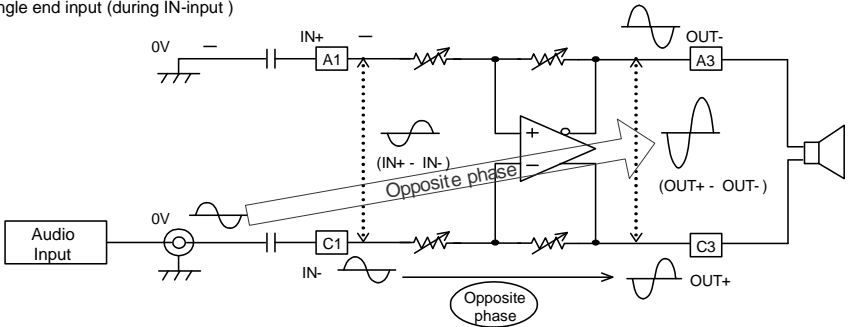 ngle end input (during IN-input )
OUT-
0V
IN+
A1
A3
+
(IN+ - IN- )
−
Opposite phase
(OUT+ - OUT- )
0V
Audio
Input
C1
C3
IN-
OUT+
Opposite
phase